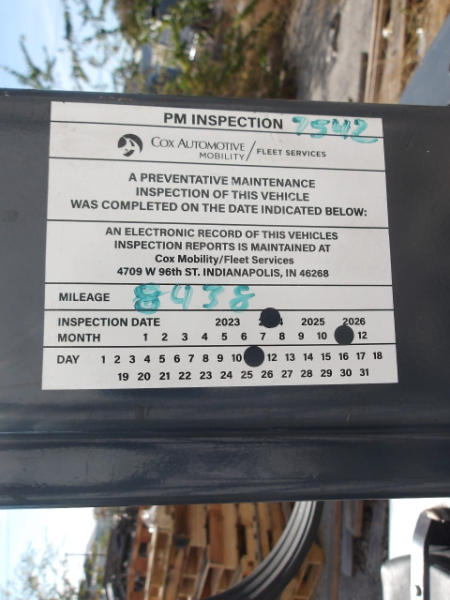 PM INSPECTION 7542
COX AUTOMOTIVE
MOBILITY / FLEET SERVICES
A PREVENTATIVE MAINTENANCE
INSPECTION OF THIS VEHICLE
WAS COMPLETED ON THE DATE INDICATED BELOW:
AN ELECTRONIC RECORD OF THIS VEHICLES
INSPECTION REPORTS IS MAINTAINED AT
Cox Mobility/Fleet Services
4709 W 96th ST. INDIANAPOLIS, IN 46268
MILEAGE 8438
INSPECTION DATE 2023 2025 2026
MONTH 1 2 3 4 5 6 7 8 9 10 12
DAY 1 2 3 4 5 6 7 8 9 10 12 13 14 15 16 17 18
19 20 21 22 23 24 25 26 27 28 29 30 31